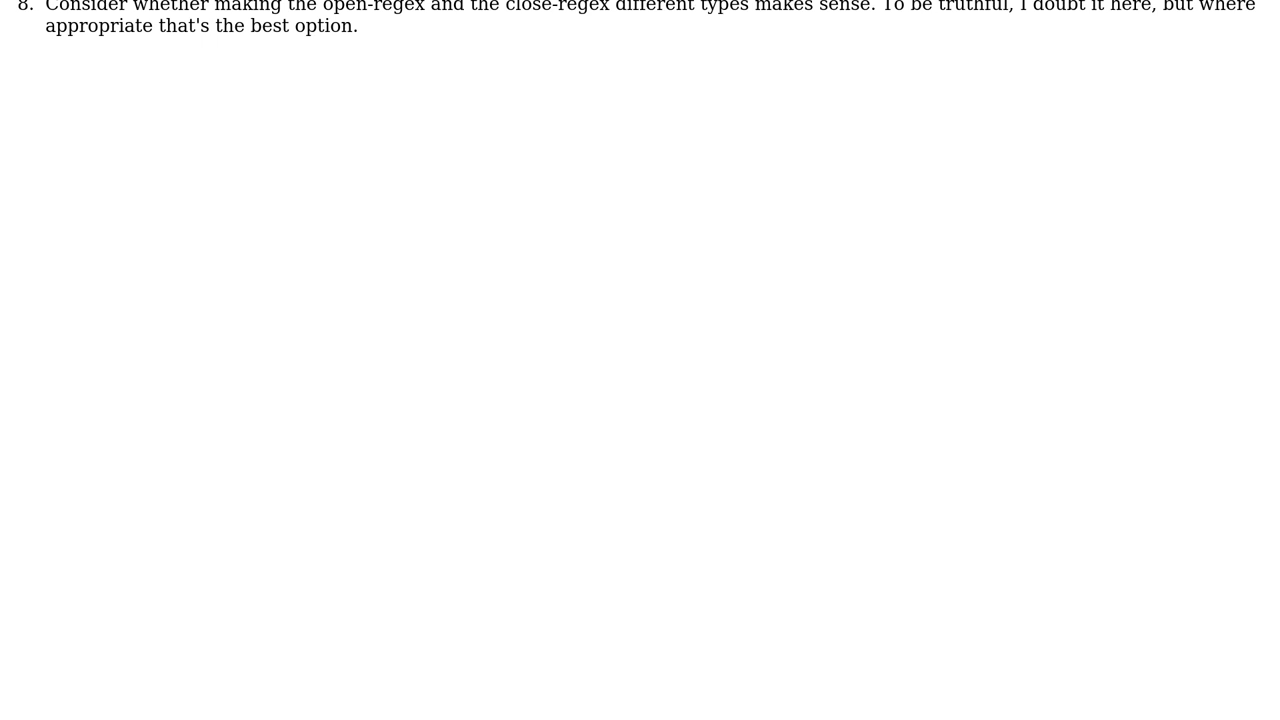 8. Consider whether making the open-regex and the close-regex different types makes sense. To be truthful, I doubt it here, but where
appropriate that's the best option.